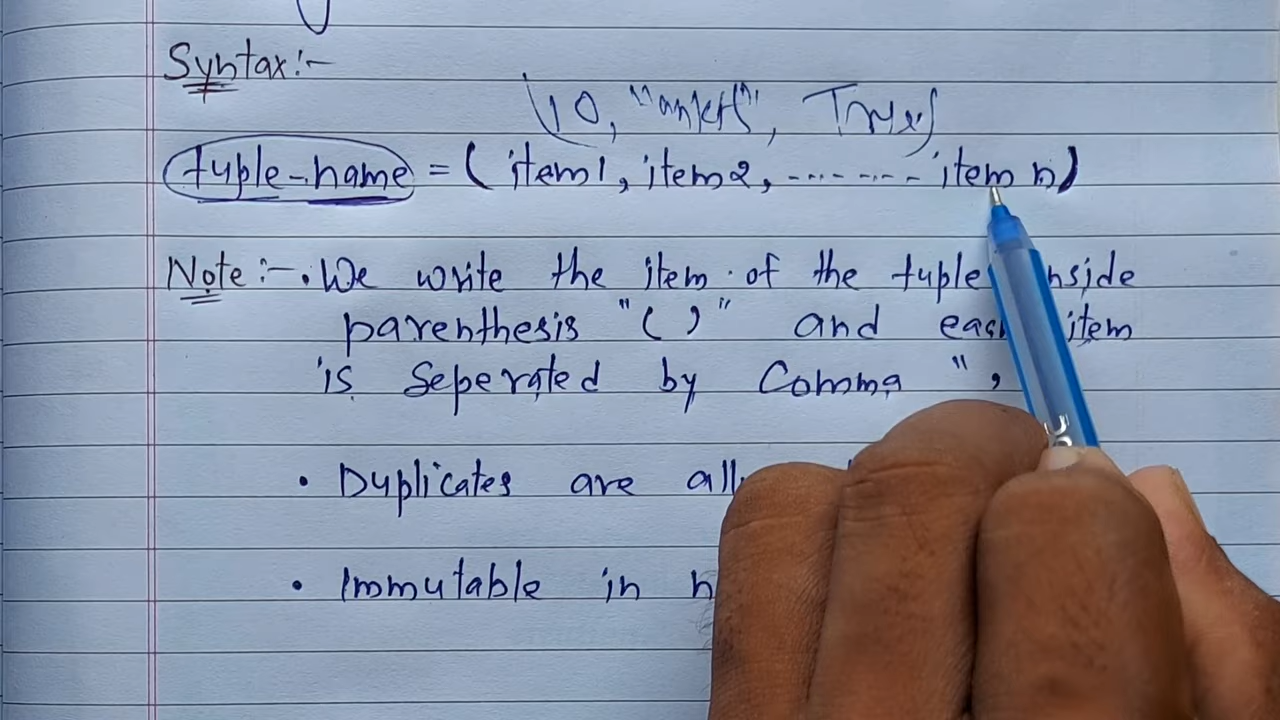 Syntax:-
(10, "ankit", True)
tuple-name = ( item1, item2, ------- item n)
Note :- • We write the item of the tuple inside
parenthesis "( )" and each item
is Seperated by Comma ",
• Duplicates are all
• Immutable in n